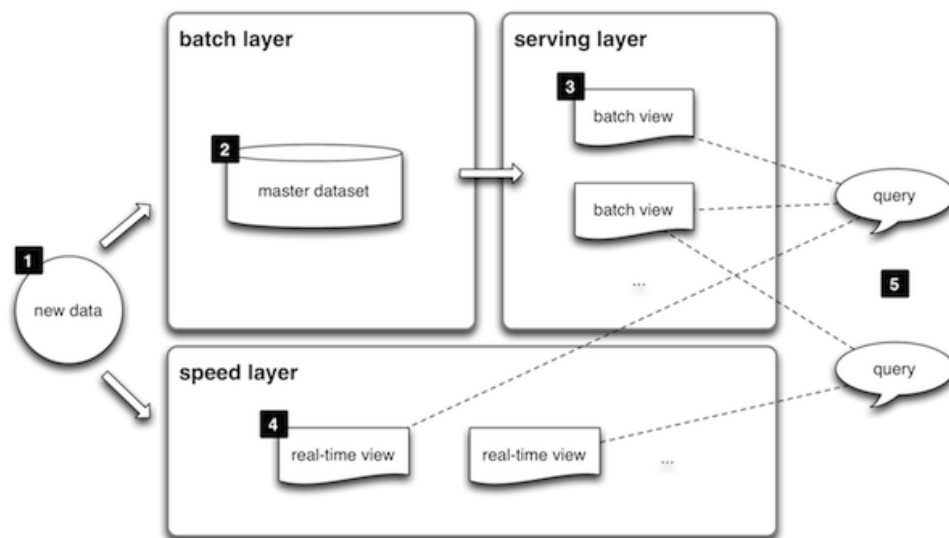 batch layer
serving layer
3
batch view
2
master dataset
query
batch view
1
5
new data
...
speed layer
query
4
real-time view
real-time view
...